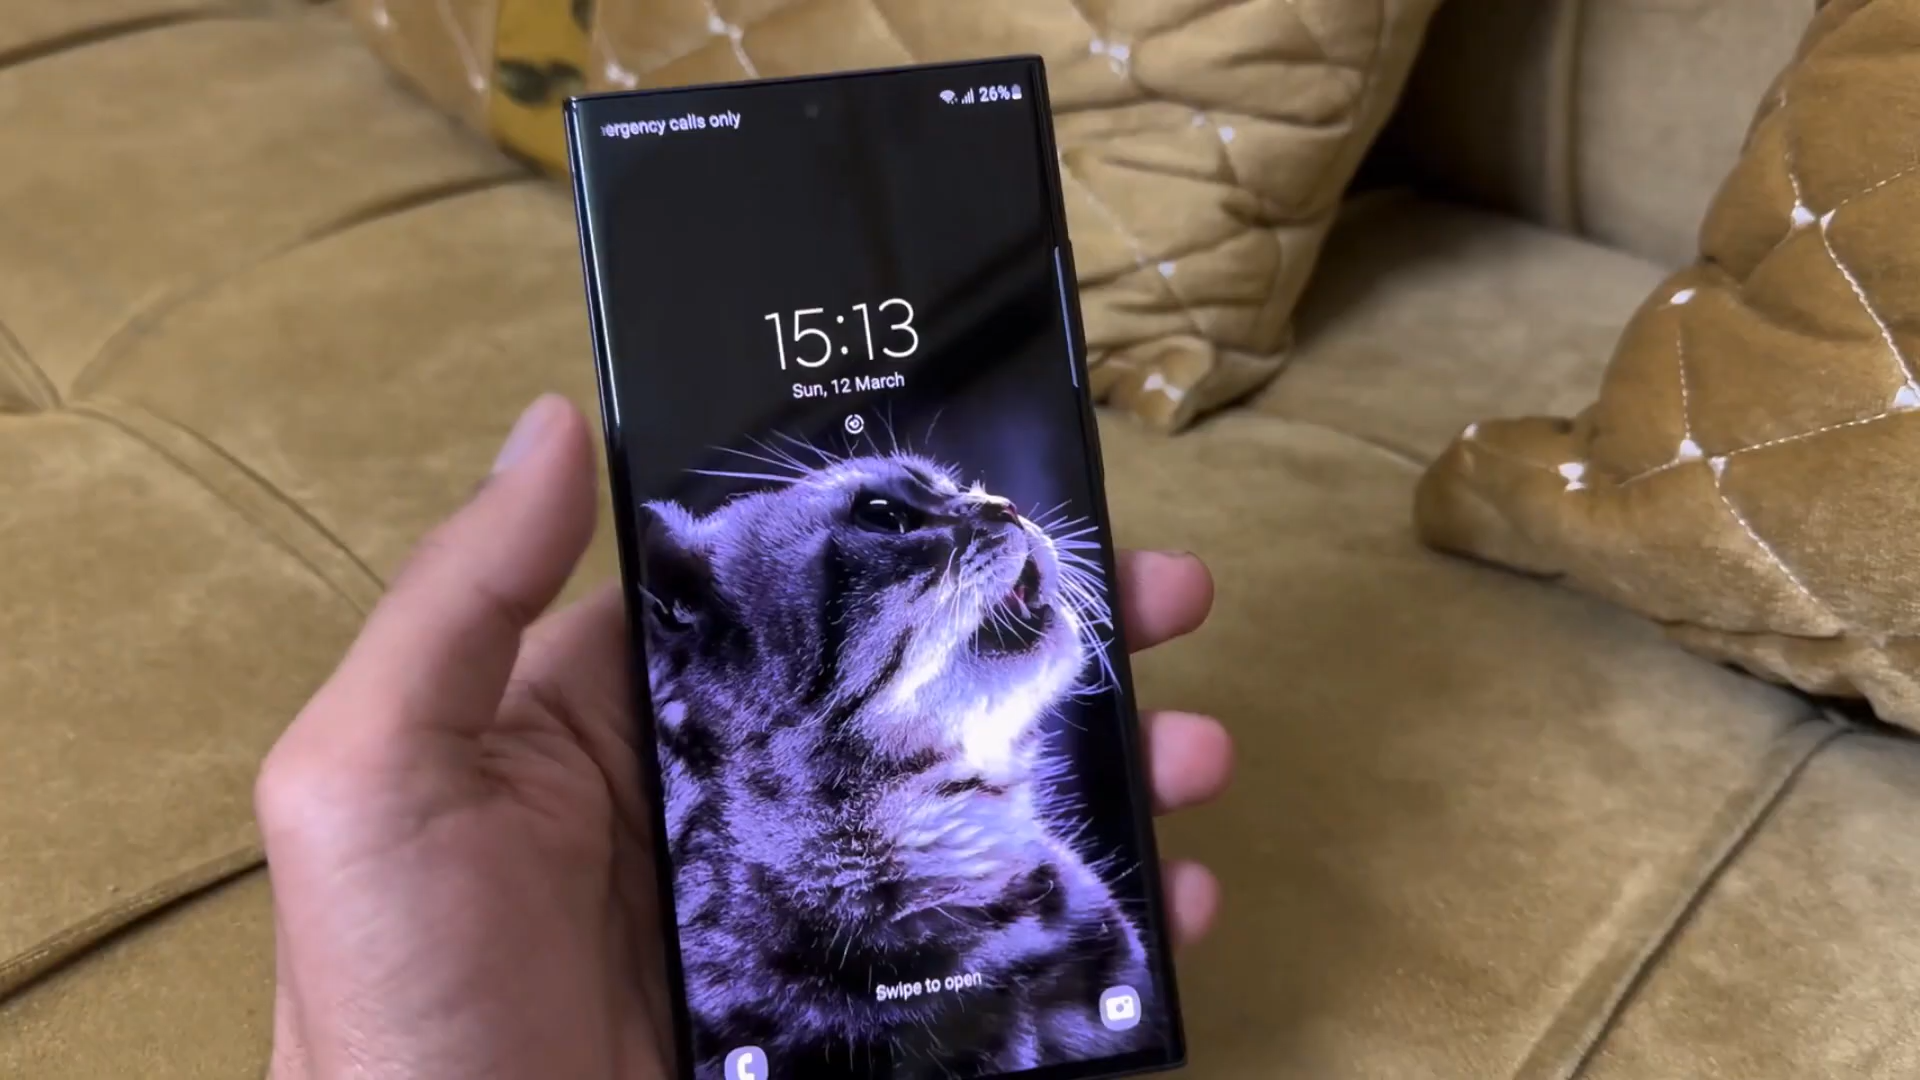 ergency calls only
26%
15:13
Sun, 12 March
Swipe to open